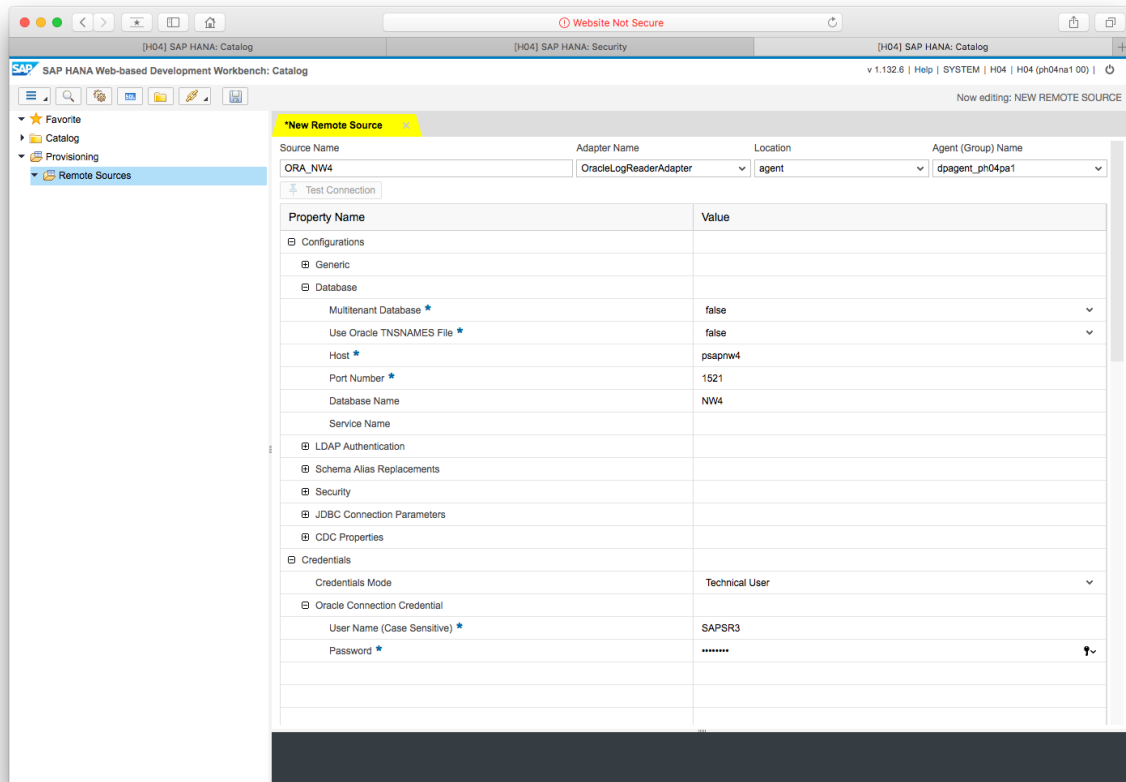 Website Not Secure
[H04] SAP HANA: Catalog
[H04] SAP HANA: Security
[H04] SAP HANA: Catalog
SAP SAP HANA Web-based Development Workbench: Catalog
v 1.132.6 | Help | SYSTEM | H04 | H04 (ph04na1 00) |
SQL
Now editing: NEW REMOTE SOURCE
Favorite
Catalog
Provisioning
Remote Sources
*New Remote Source
Source Name Adapter Name Location Agent (Group) Name
ORA_NW4 OracleLogReaderAdapter agent dpagent_ph04pa1
Test Connection
Property Name Value
Configurations
Generic
Database
Multitenant Database * false
Use Oracle TNSNAMES File * false
Host * psapnw4
Port Number * 1521
Database Name NW4
Service Name
LDAP Authentication
Schema Alias Replacements
Security
JDBC Connection Parameters
CDC Properties
Credentials
Credentials Mode Technical User
Oracle Connection Credential
User Name (Case Sensitive) * SAPSR3
Password * ••••••••